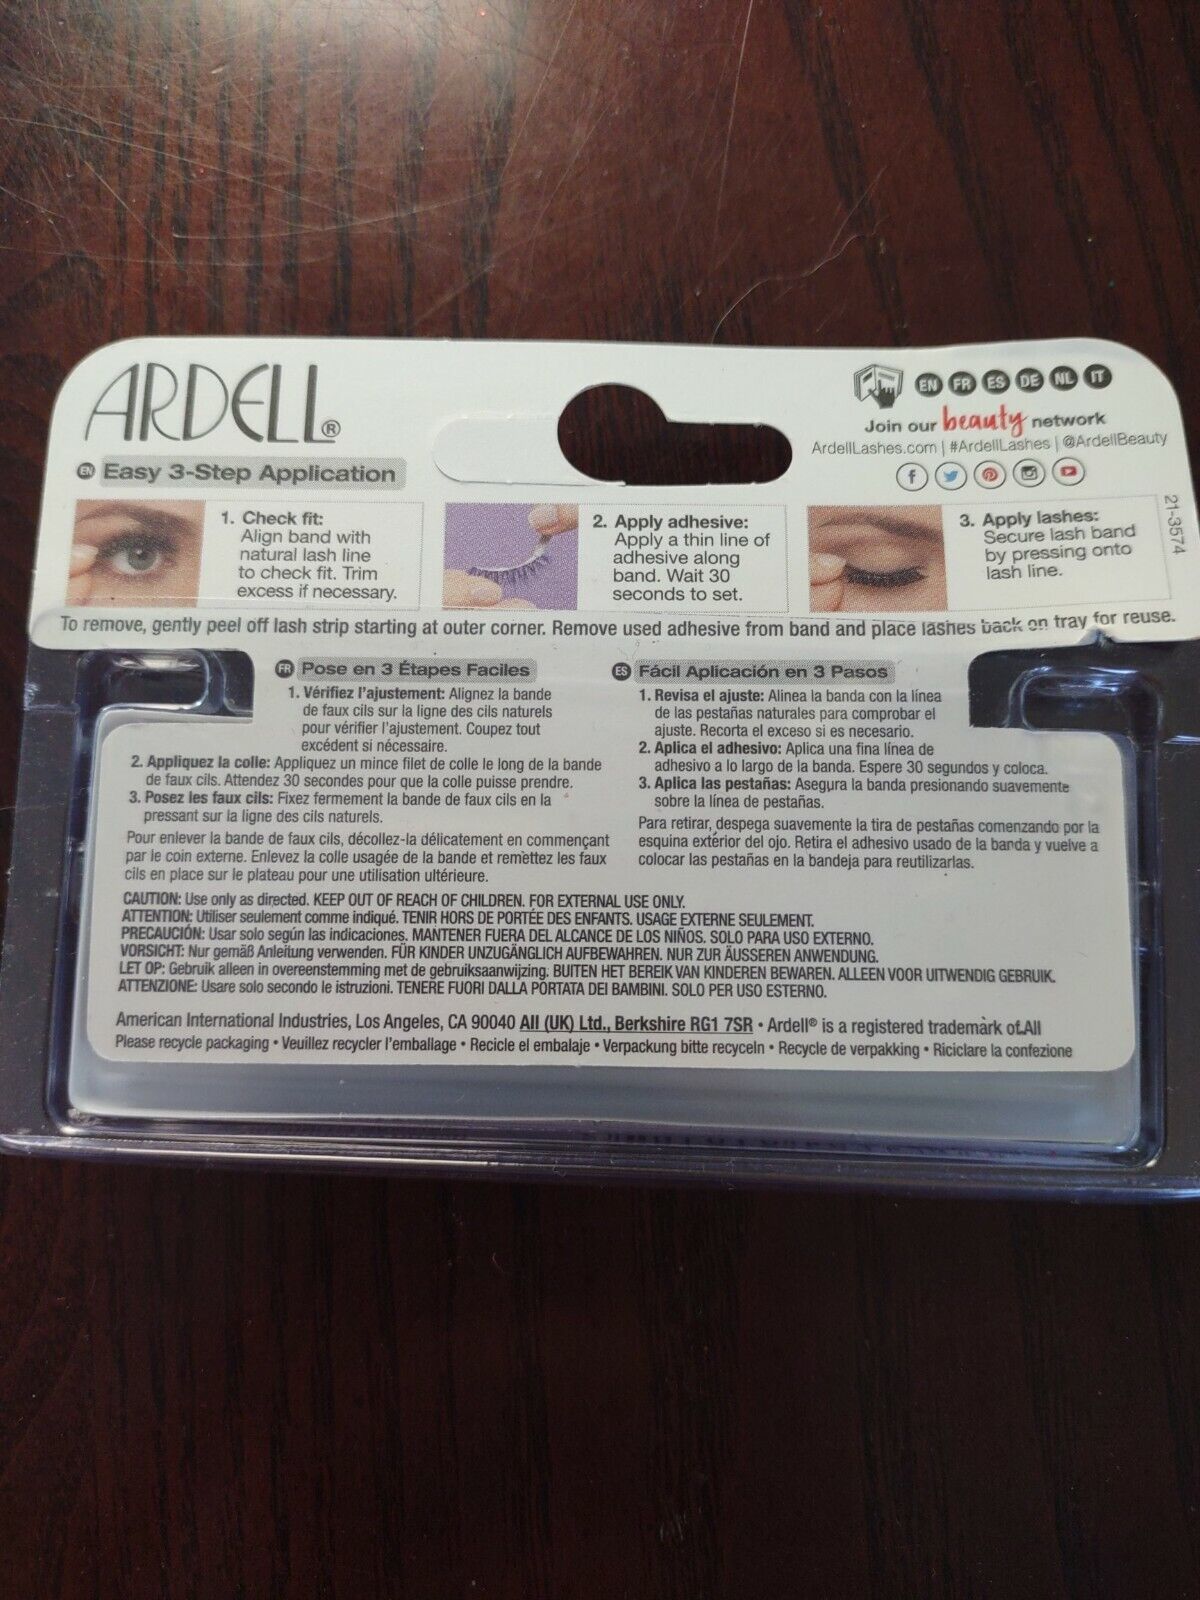 ARDELL®
EN FR ES DE NL IT
Join our beauty network
ArdellLashes.com | #ArdellLashes | @ArdellBeauty
EN Easy 3-Step Application
1. Check fit:
Align band with
natural lash line
to check fit. Trim
excess if necessary.
2. Apply adhesive:
Apply a thin line of
adhesive along
band. Wait 30
seconds to set.
3. Apply lashes:
Secure lash band
by pressing onto
lash line.
21-3574
To remove, gently peel off lash strip starting at outer corner. Remove used adhesive from band and place lashes back on tray for reuse.
FR Pose en 3 Étapes Faciles
1. Vérifiez l'ajustement: Alignez la bande
de faux cils sur la ligne des cils naturels
pour vérifier l'ajustement. Coupez tout
excédent si nécessaire.
2. Appliquez la colle: Appliquez un mince filet de colle le long de la bande
de faux cils. Attendez 30 secondes pour que la colle puisse prendre.
3. Posez les faux cils: Fixez fermement la bande de faux cils en la
pressant sur la ligne des cils naturels.
Pour enlever la bande de faux cils, décollez-la délicatement en commençant
par le coin externe. Enlevez la colle usagée de la bande et remettez les faux
cils en place sur le plateau pour une utilisation ultérieure.
ES Fácil Aplicación en 3 Pasos
1. Revisa el ajuste: Alinea la banda con la línea
de las pestañas naturales para comprobar el
ajuste. Recorta el exceso si es necesario.
2. Aplica el adhesivo: Aplica una fina línea de
adhesivo a lo largo de la banda. Espere 30 segundos y coloca.
3. Aplica las pestañas: Asegura la banda presionando suavemente
sobre la línea de pestañas.
Para retirar, despega suavemente la tira de pestañas comenzando por la
esquina extérior del ojo. Retira el adhesivo usado de la banda y vuelve a
colocar las pestañas en la bandeja para reutilizarlas.
CAUTION: Use only as directed. KEEP OUT OF REACH OF CHILDREN. FOR EXTERNAL USE ONLY.
ATTENTION: Utiliser seulement comme indiqué. TENIR HORS DE PORTÉE DES ENFANTS. USAGE EXTERNE SEULEMENT.
PRECAUCIÓN: Usar solo según las indicaciones. MANTENER FUERA DEL ALCANCE DE LOS NIÑOS. SOLO PARA USO EXTERNO.
VORSICHT: Nur gemäß Anleitung verwenden. FÜR KINDER UNZUGÄNGLICH AUFBEWAHREN. NUR ZUR ÄUSSEREN ANWENDUNG.
LET OP: Gebruik alleen in overeenstemming met de gebruiksaanwijzing. BUITEN HET BEREIK VAN KINDEREN BEWAREN. ALLEEN VOOR UITWENDIG GEBRUIK.
ATTENZIONE: Usare solo secondo le istruzioni. TENERE FUORI DALLA PORTATA DEI BAMBINI. SOLO PER USO ESTERNO.
American International Industries, Los Angeles, CA 90040 AII (UK) Ltd., Berkshire RG1 7SR • Ardell® is a registered trademark of AII
Please recycle packaging • Veuillez recycler l'emballage • Recicle el embalaje • Verpackung bitte recyceln • Recycle de verpakking • Riciclare la confezione